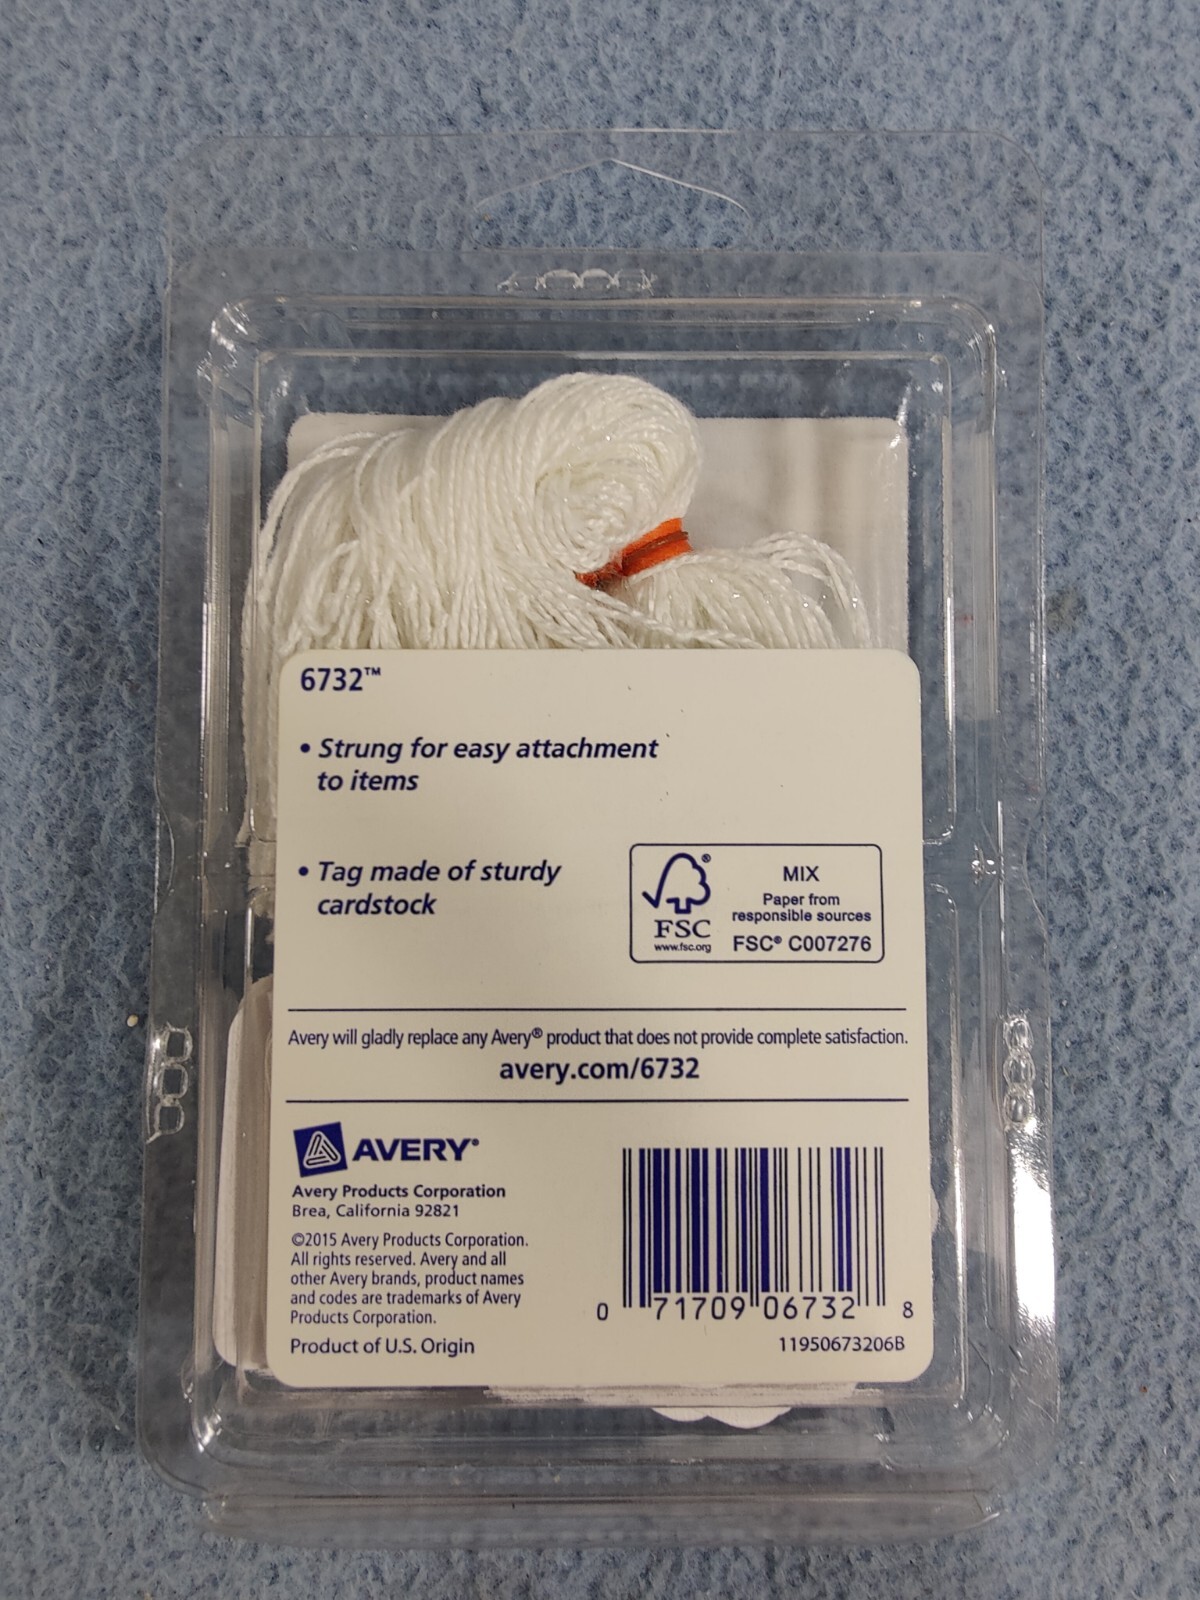 6732™
• Strung for easy attachment
to items
• Tag made of sturdy
cardstock
®
FSC
www.fsc.org
MIX
Paper from
responsible sources
FSC® C007276
Avery will gladly replace any Avery® product that does not provide complete satisfaction.
avery.com/6732
AVERY®
Avery Products Corporation
Brea, California 92821
©2015 Avery Products Corporation.
All rights reserved. Avery and all
other Avery brands, product names
and codes are trademarks of Avery
Products Corporation.
Product of U.S. Origin
0 71709 06732 8
11950673206B